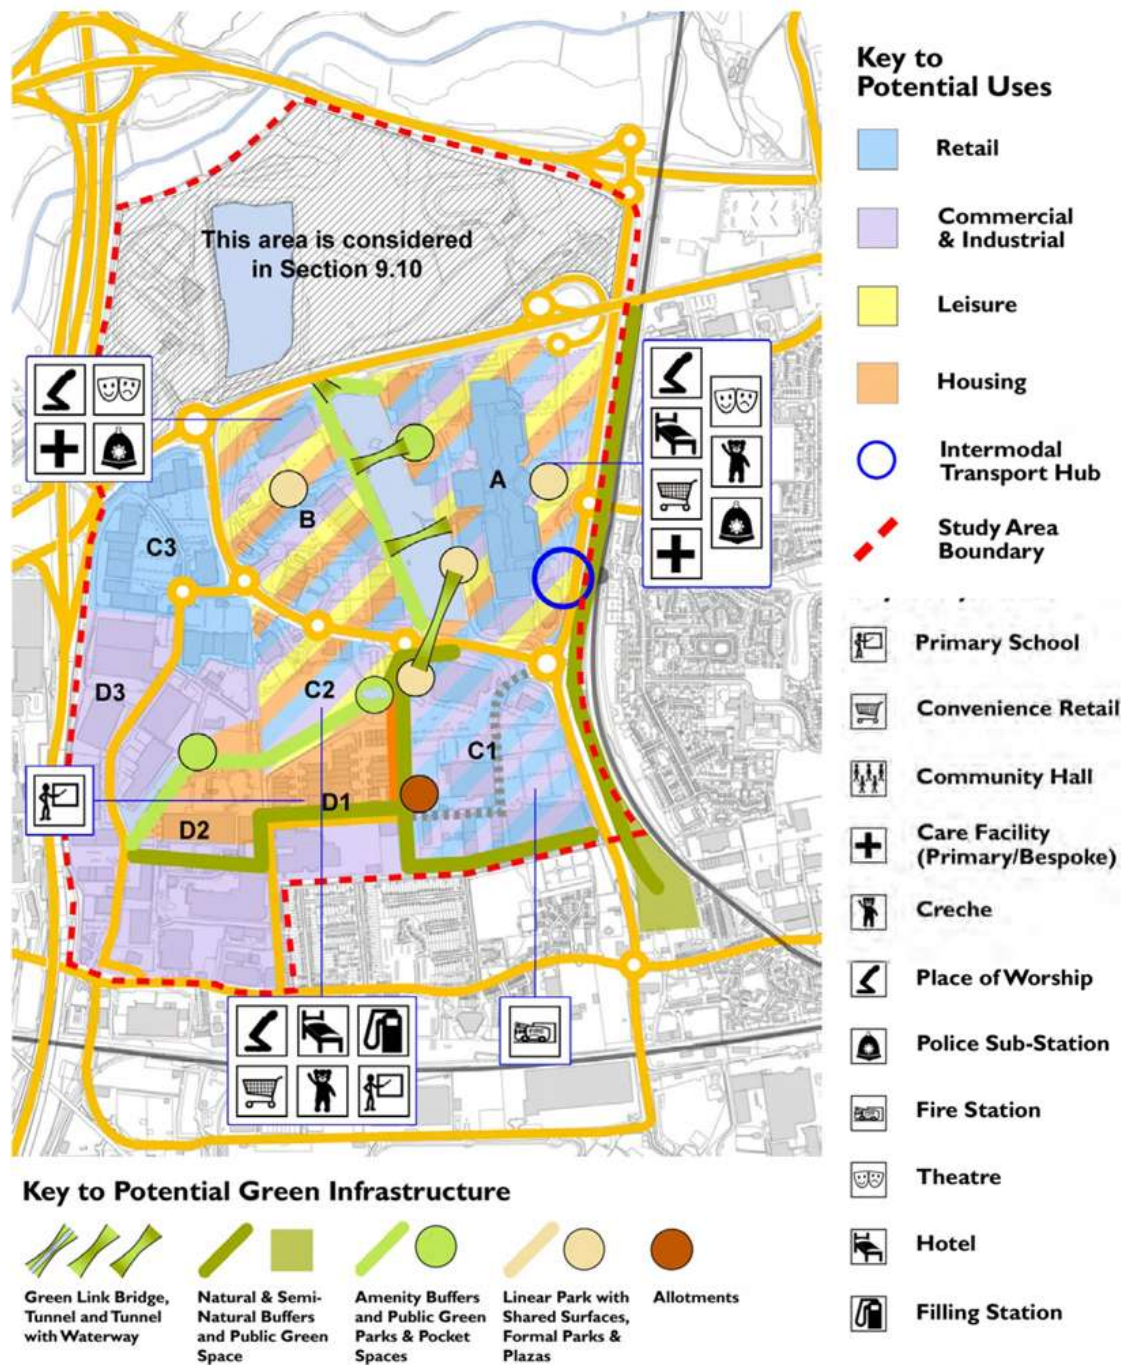 This area is considered
in Section 9.10
A
B
C3
C2
C1
D3
D1
D2
FIRE
Key to
Potential Uses
Retail
Commercial
& Industrial
Leisure
Housing
Intermodal
Transport Hub
Study Area
Boundary
Primary School
Convenience Retail
Community Hall
Care Facility
(Primary/Bespoke)
Creche
Place of Worship
Police Sub-Station
FIRE
Fire Station
Theatre
Hotel
Filling Station
Key to Potential Green Infrastructure
Green Link Bridge,
Tunnel and Tunnel
with Waterway
Natural & Semi-
Natural Buffers
and Public Green
Space
Amenity Buffers
and Public Green
Parks & Pocket
Spaces
Linear Park with
Shared Surfaces,
Formal Parks &
Plazas
Allotments